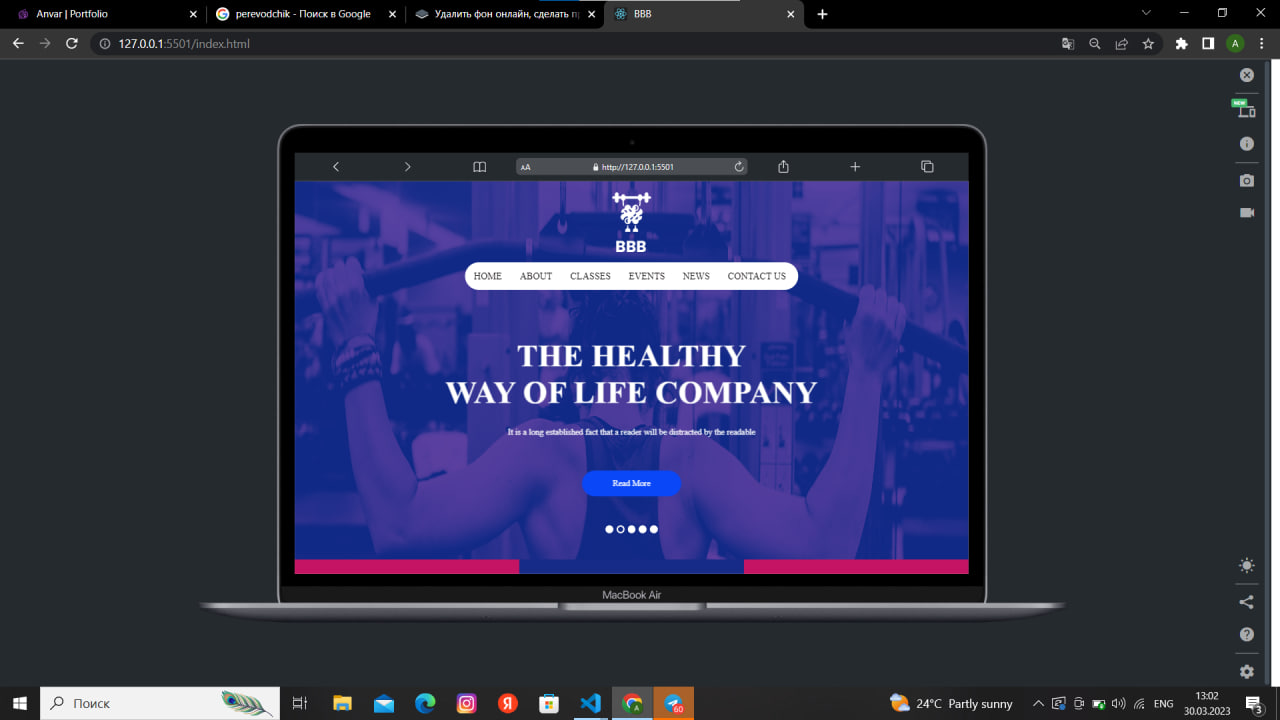 Anvar | Portfolio
perevodchik - Поиск в Google
Удалить фон онлайн, сделать п
BBB
127.0.0.1:5501/index.html
A
NEW
AA
http://127.0.0.1:5501
BBB
HOME ABOUT CLASSES EVENTS NEWS CONTACT US
THE HEALTHY
WAY OF LIFE COMPANY
It is a long established fact that a reader will be distracted by the readable
Read More
MacBook Air
Поиск
Я
A
60
24°C Partly sunny
ENG
13:02
30.03.2023
3